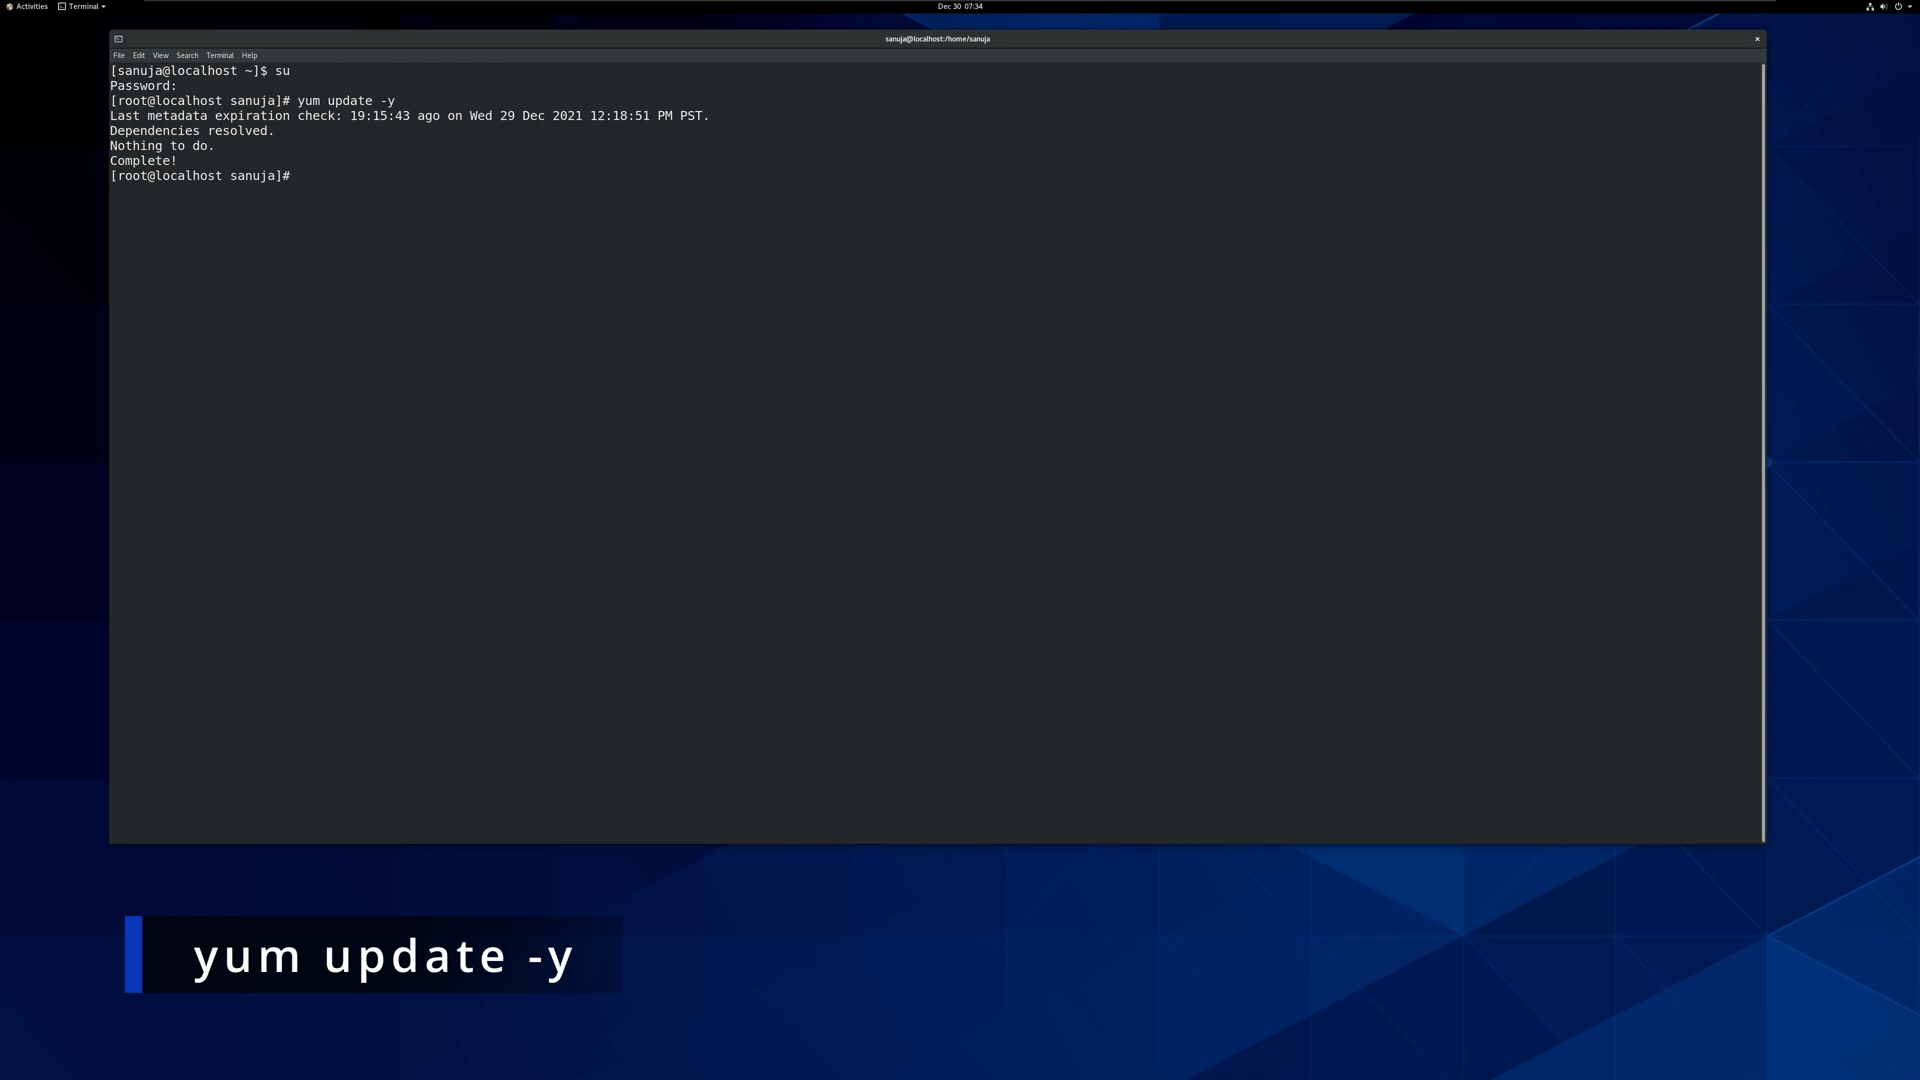 Activities Terminal Dec 30 07:34
sanuja@localhost:/home/sanuja
File Edit View Search Terminal Help
[sanuja@localhost ~]$ su
Password:
[root@localhost sanuja]# yum update -y
Last metadata expiration check: 19:15:43 ago on Wed 29 Dec 2021 12:18:51 PM PST.
Dependencies resolved.
Nothing to do.
Complete!
[root@localhost sanuja]#
yum update -y